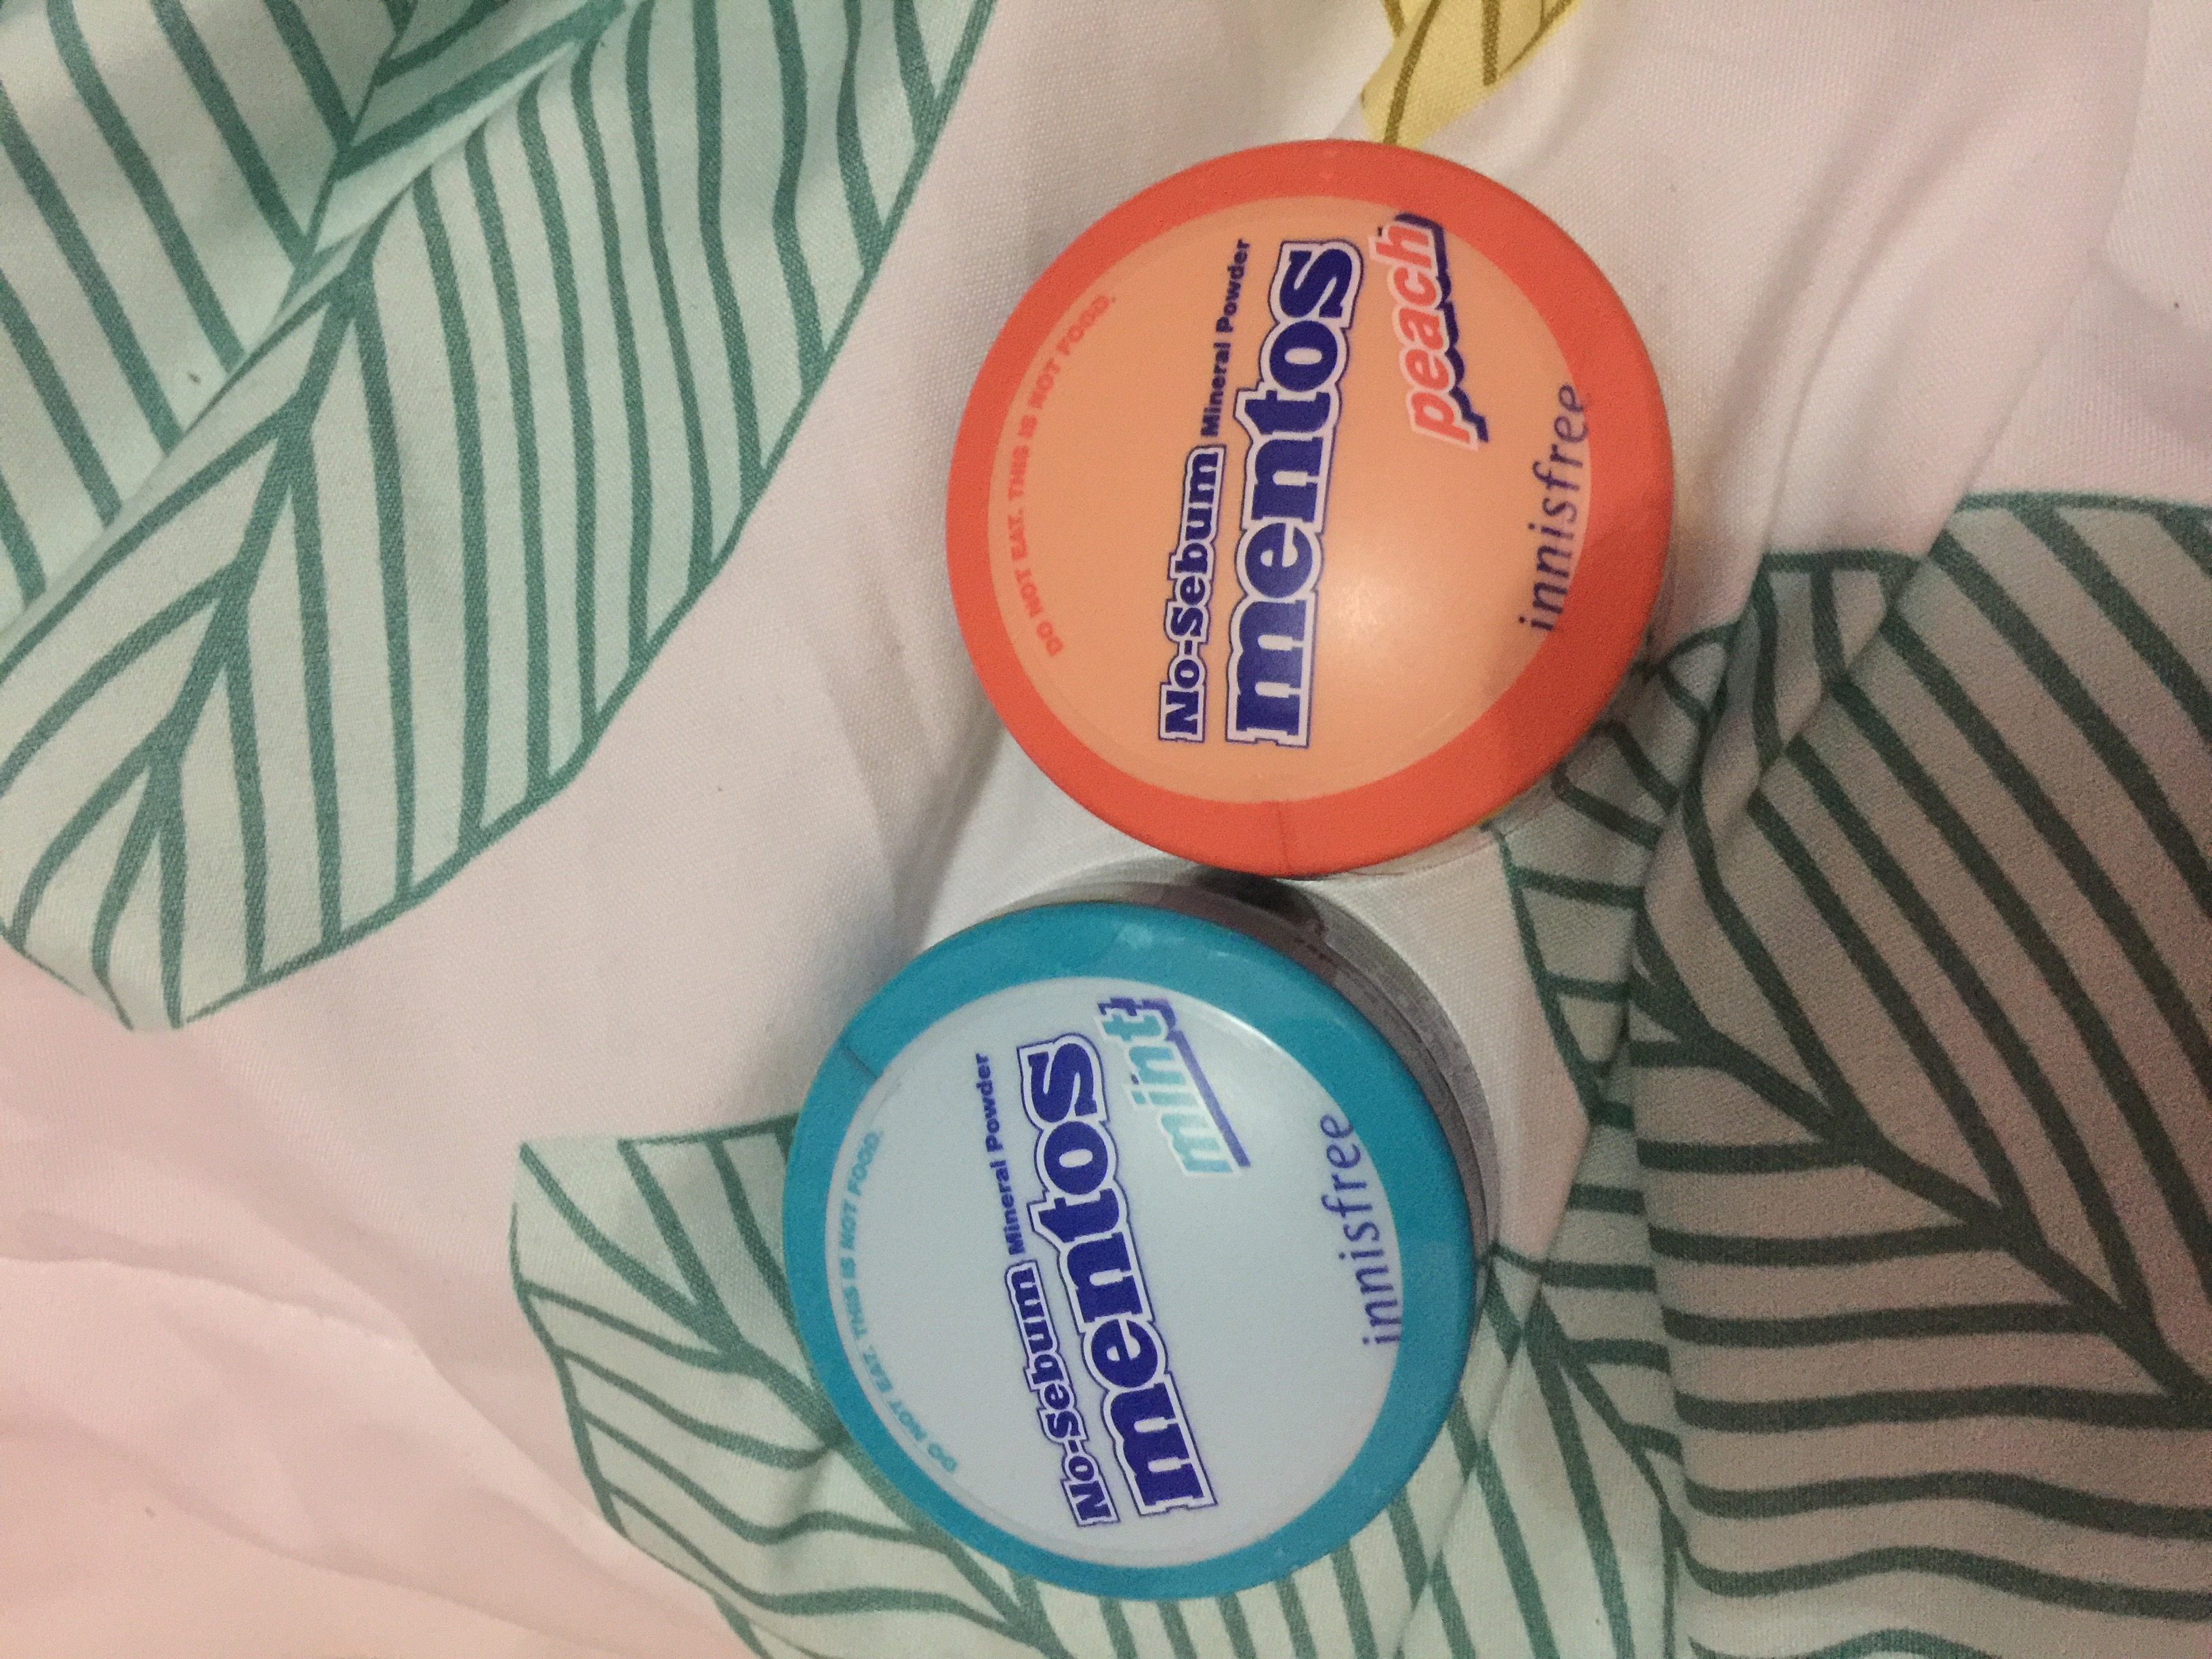 DO NOT EAT. THIS IS NOT FOOD.
No-Sebum Mineral Powder
mentos
peach
innisfree
DO NOT EAT. THIS IS NOT FOOD.
No-Sebum Mineral Powder
mentos
mint
innisfree